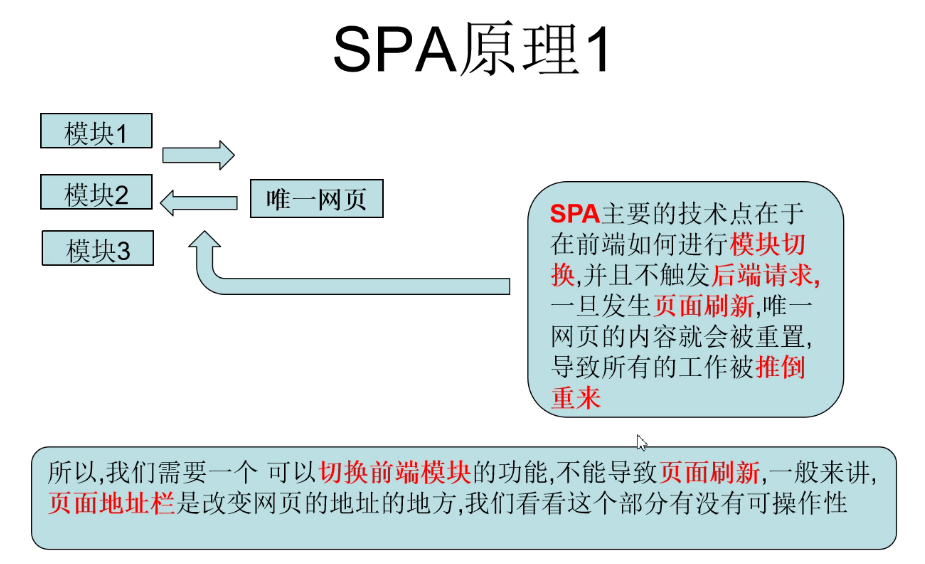 SPA原理1
模块1
模块2
唯一网页
模块3
SPA主要的技术点在于
在前端如何进行模块切
换,并且不触发后端请求,
一旦发生页面刷新,唯一
网页的内容就会被重置,
导致所有的工作被推倒
重来
所以,我们需要一个 可以切换前端模块的功能,不能导致页面刷新,一般来讲,
页面地址栏是改变网页的地址的地方,我们看看这个部分有没有可操作性